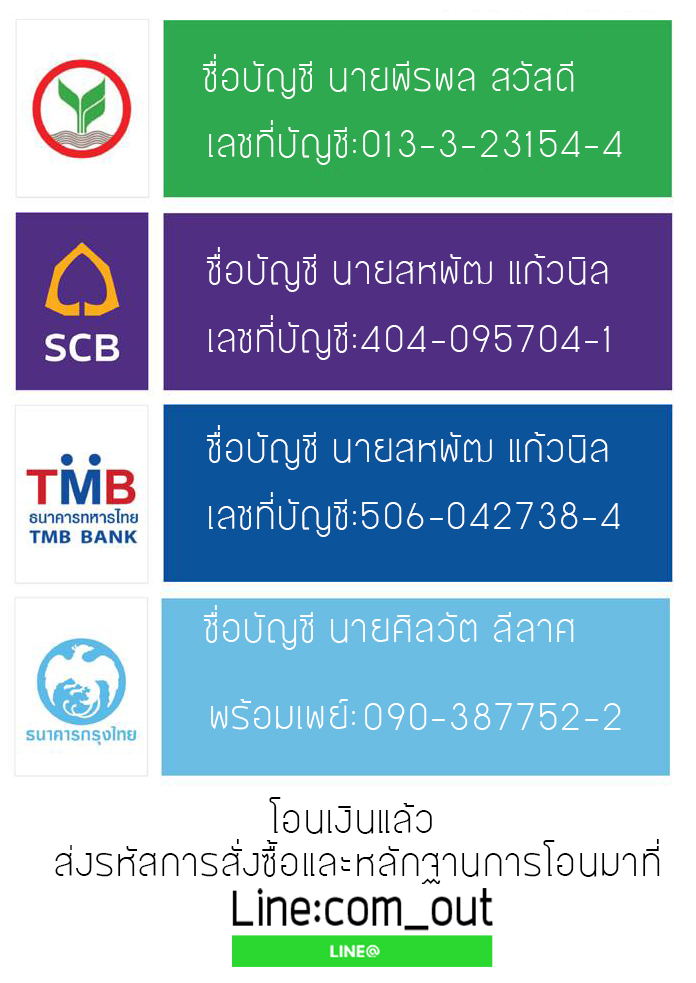 ชื่อบัญชี นายพีรพล สวัสดี
เลขที่บัญชี:013-3-23154-4
SCB
ชื่อบัญชี นายสหพัฒ แก้วนิล
เลขที่บัญชี:404-095704-1
TMB
ธนาคารทหารไทย
TMB BANK
ชื่อบัญชี นายสหพัฒ แก้วนิล
เลขที่บัญชี:506-042738-4
ธนาคารกรุงไทย
ชื่อบัญชี นายศิลวัต ลีลาศ
พร้อมเพย์:090-387752-2
โอนเงินแล้ว
ส่งรหัสการสั่งซื้อและหลักฐานการโอนมาที่
Line:com_out
LINE@